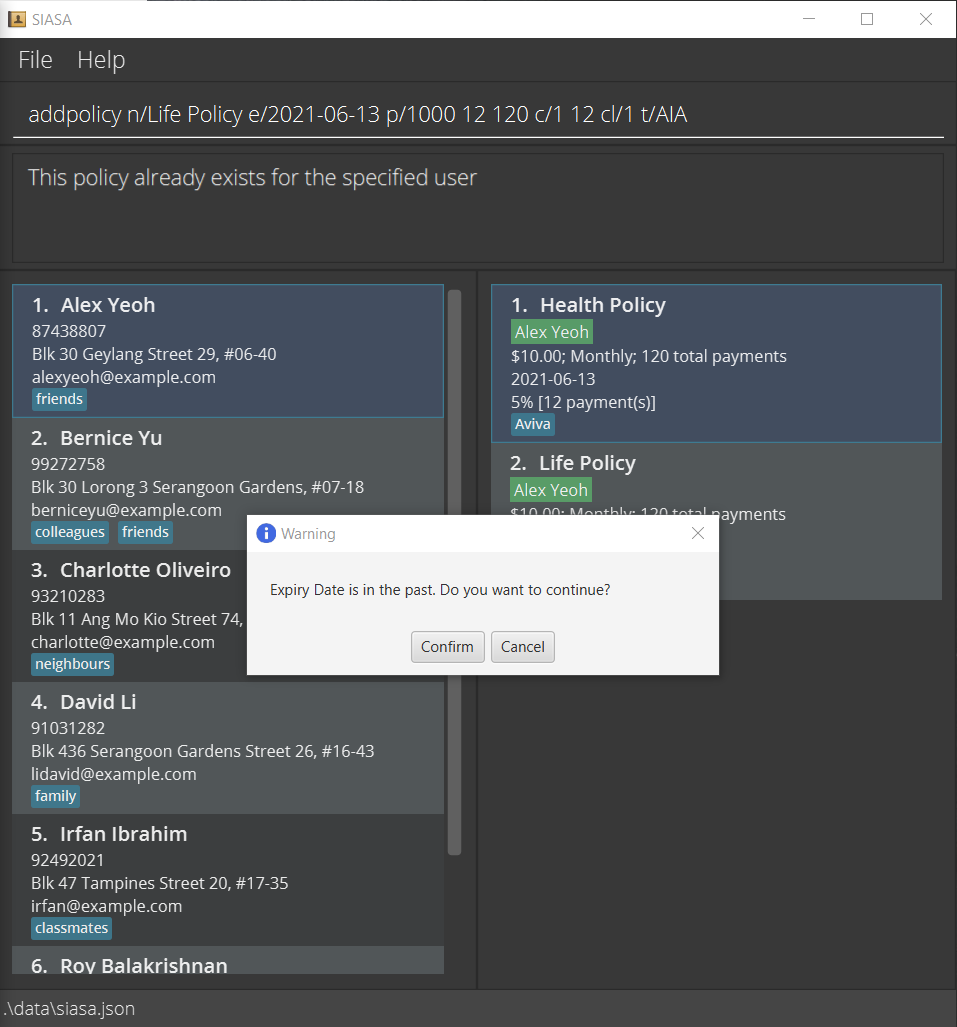 SIASA
File Help
addpolicy n/Life Policy e/2021-06-13 p/1000 12 120 c/1 12 cl/1 t/AIA
This policy already exists for the specified user
1. Alex Yeoh
87438807
Blk 30 Geylang Street 29, #06-40
alexyeoh@example.com
friends
2. Bernice Yu
99272758
Blk 30 Lorong 3 Serangoon Gardens, #07-18
berniceyu@example.com
colleagues friends
3. Charlotte Oliveiro
93210283
Blk 11 Ang Mo Kio Street 74,
charlotte@example.com
neighbours
4. David Li
91031282
Blk 436 Serangoon Gardens Street 26, #16-43
lidavid@example.com
family
5. Irfan Ibrahim
92492021
Blk 47 Tampines Street 20, #17-35
irfan@example.com
classmates
6. Roy Balakrishnan
1. Health Policy
Alex Yeoh
$10.00; Monthly; 120 total payments
2021-06-13
5% [12 payment(s)]
Aviva
2. Life Policy
Alex Yeoh
$10.00; Monthly; 120 total payments
Warning
Expiry Date is in the past. Do you want to continue?
Confirm Cancel
.\data\siasa.json